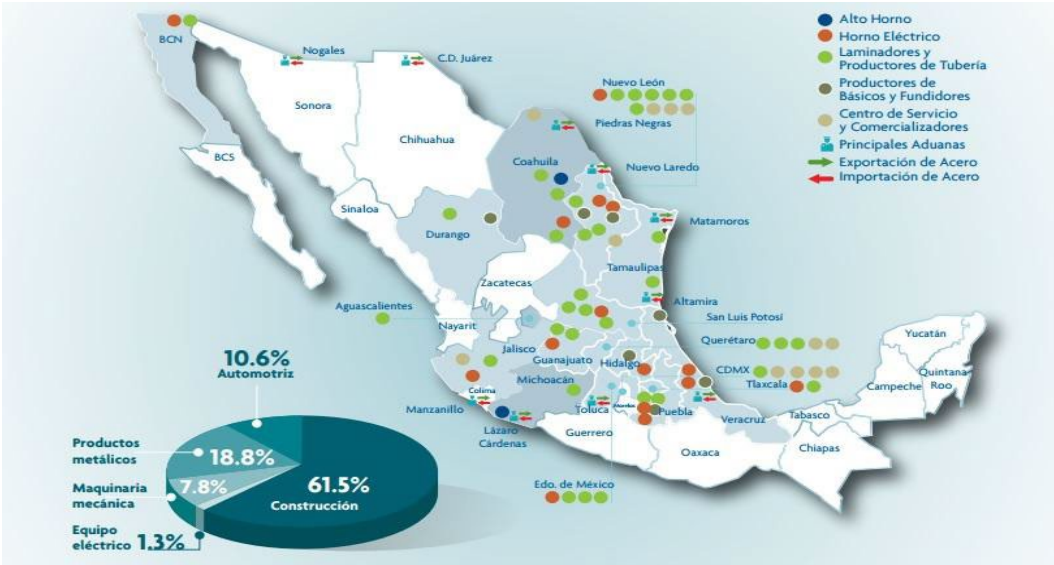 BCN
Nogales
C.D. Juárez
Sonora
Chihuahua
BCS
Sinaloa
Coahuila
Durango
Nuevo León
Piedras Negras
Nuevo Laredo
Matamoros
Tamaulipas
Altamira
Zacatecas
Aguascalientes
Nayarit
San Luis Potosí
Querétaro
Jalisco
Guanajuato
Hidalgo
CDMX
Tlaxcala
Colima
Michoacán
Manzanillo
Lázaro
Cárdenas
Toluca
Puebla
Veracruz
Guerrero
Oaxaca
Tabasco
Chiapas
Campeche
Yucatán
Quintana
Roo
Edo. de México
Alto Horno
Horno Eléctrico
Laminadores y
Productores de Tubería
Productores de
Básicos y Fundidores
Centro de Servicio
y Comercializadores
Principales Aduanas
Exportación de Acero
Importación de Acero
10.6%
Automotriz
Productos
metálicos
18.8%
Maquinaria
mecánica
7.8%
Equipo
eléctrico 1.3%
61.5%
Construcción